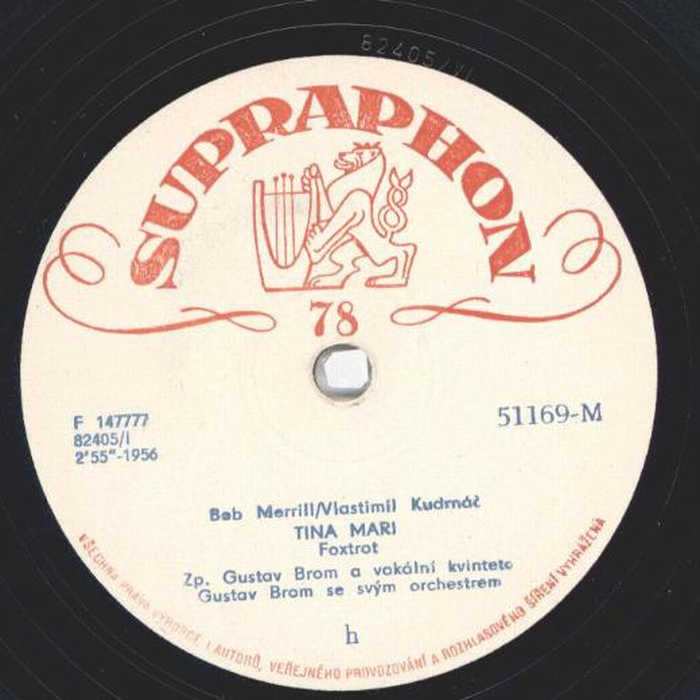 82405/VI
SUPRAPHON
78
F 147777
82405/I
2'55"-1956
51169-M
Bob Merrill/Vlastimil Kudrnáč
TINA MARI
Foxtrot
Zp. Gustav Brom a vokální kvinteto
Gustav Brom se svým orchestrem
h
VŠECHNA PRÁVA VÝROBCE I AUTORŮ, VEŘEJNÉHO PROVOZOVÁNÍ A ROZHLASOVÉHO ŠÍŘENÍ VYHRAŽENA